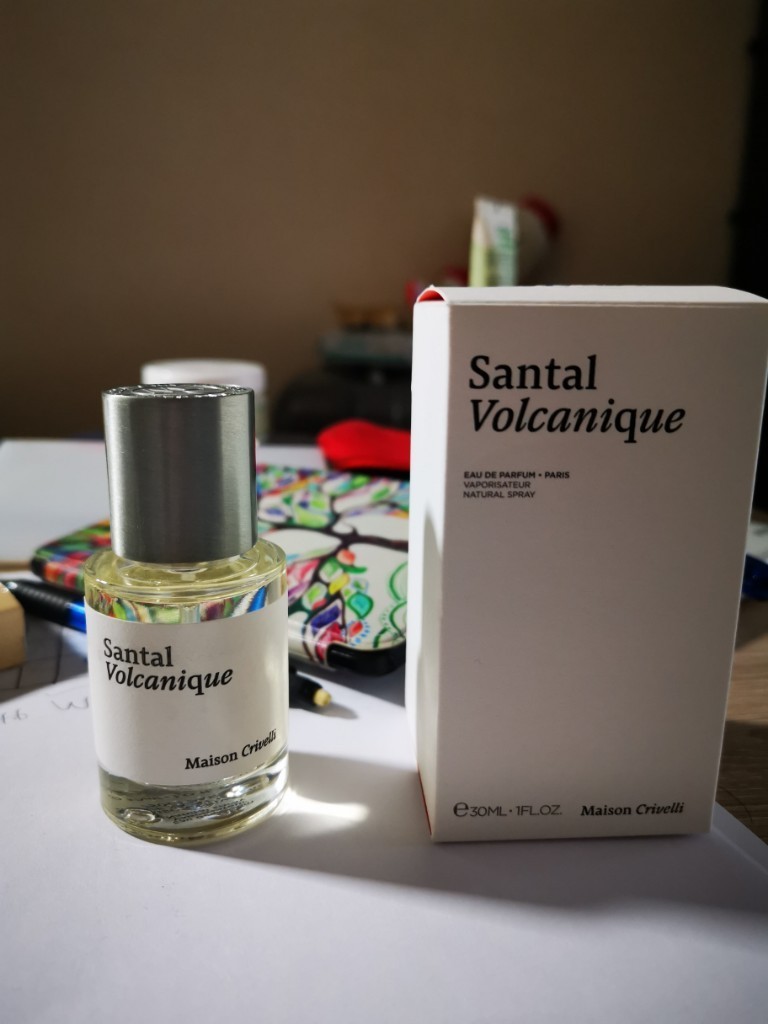 Santal
Volcanique
Maison Crivelli
Santal
Volcanique
EAU DE PARFUM • PARIS
VAPORISATEUR
NATURAL SPRAY
℮30ML • 1FL.OZ. Maison Crivelli